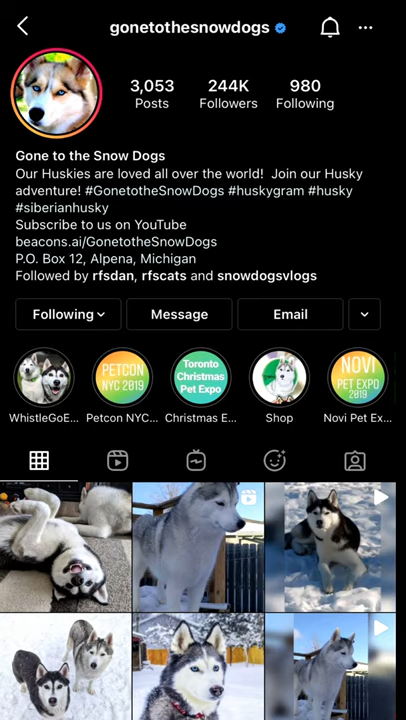 gonetothesnowdogs
3,053 244K 980
Posts Followers Following
Gone to the Snow Dogs
Our Huskies are loved all over the world! Join our Husky
adventure! #GonetotheSnowDogs #huskygram #husky
#siberianhusky
Subscribe to us on YouTube
beacons.ai/GonetotheSnowDogs
P.O. Box 12, Alpena, Michigan
Followed by rfsdan, rfscats and snowdogsvlogs
Following Message Email
PETCON
NYC 2019
Toronto
Christmas
Pet Expo
NOVI
PET EXPO
2019
WhistleGoE... Petcon NYC... Christmas E... Shop Novi Pet Ex...